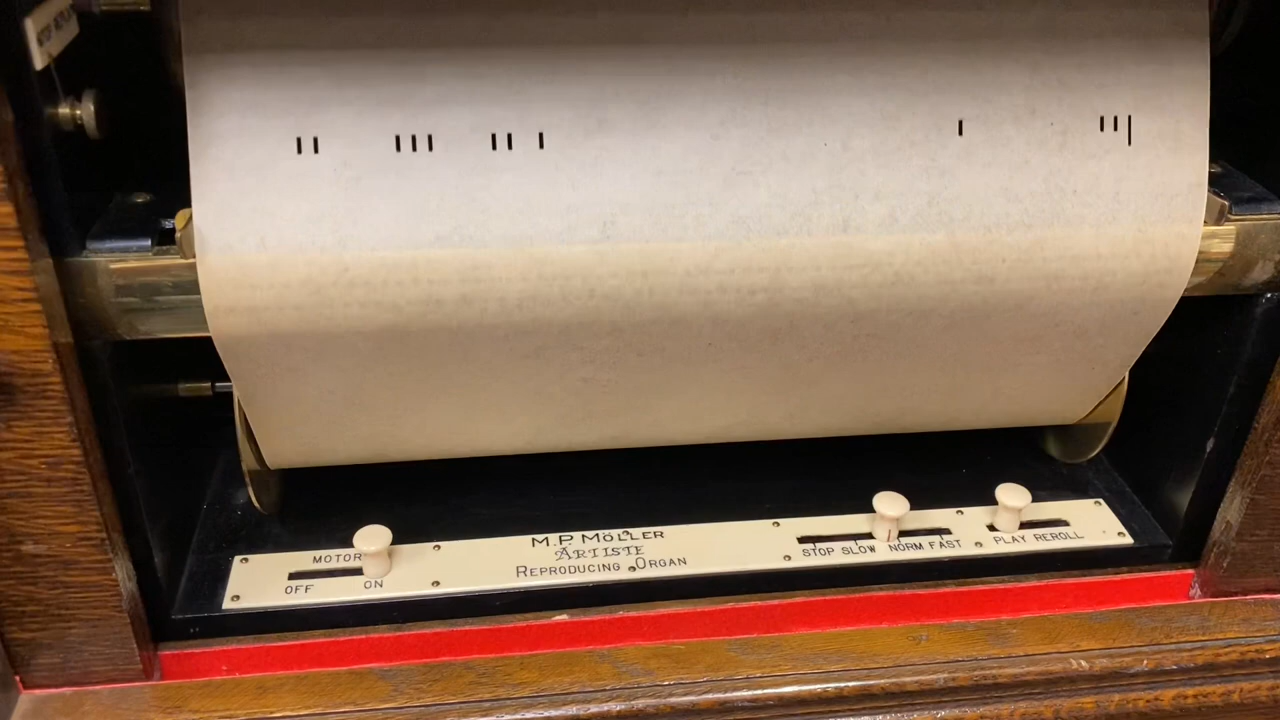 MOTOR
OFF ON
M.P. MÖLLER
ARTISTE
REPRODUCING ORGAN
STOP SLOW NORM FAST
PLAY REROLL